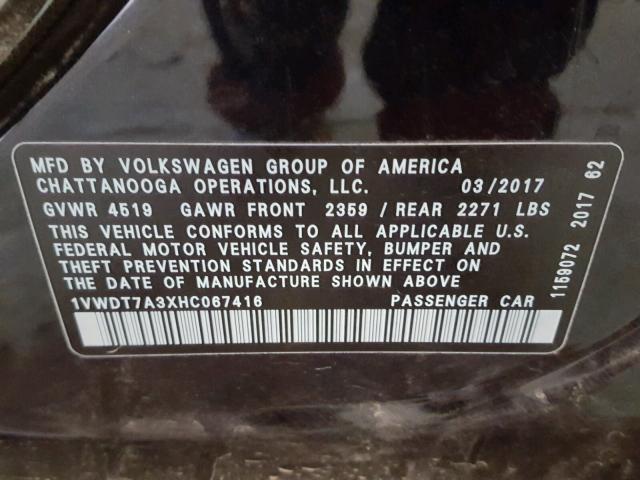 MFD BY VOLKSWAGEN GROUP OF AMERICA
CHATTANOOGA OPERATIONS, LLC. 03/2017
GVWR 4519 GAWR FRONT 2359 / REAR 2271 LBS
THIS VEHICLE CONFORMS TO ALL APPLICABLE U.S.
FEDERAL MOTOR VEHICLE SAFETY, BUMPER AND
THEFT PREVENTION STANDARDS IN EFFECT ON
THE DATE OF MANUFACTURE SHOWN ABOVE
1VWDT7A3XHC067416 PASSENGER CAR
1159072 2017 62